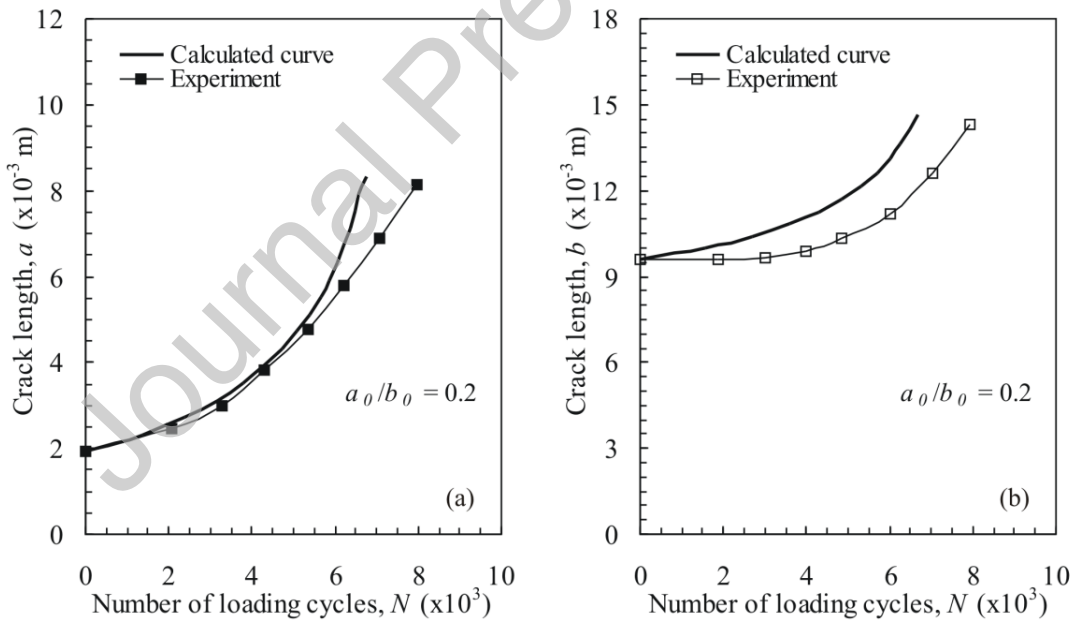 Journal Pre
12
10
8
6
4
2
0
Crack length, a (x10⁻³ m)
Calculated curve
Experiment
a₀/b₀ = 0.2
(a)
0 2 4 6 8 10
Number of loading cycles, N (x10³)
18
15
12
9
6
3
0
Crack length, b (x10⁻³ m)
Calculated curve
Experiment
a₀/b₀ = 0.2
(b)
0 2 4 6 8 10
Number of loading cycles, N (x10³)